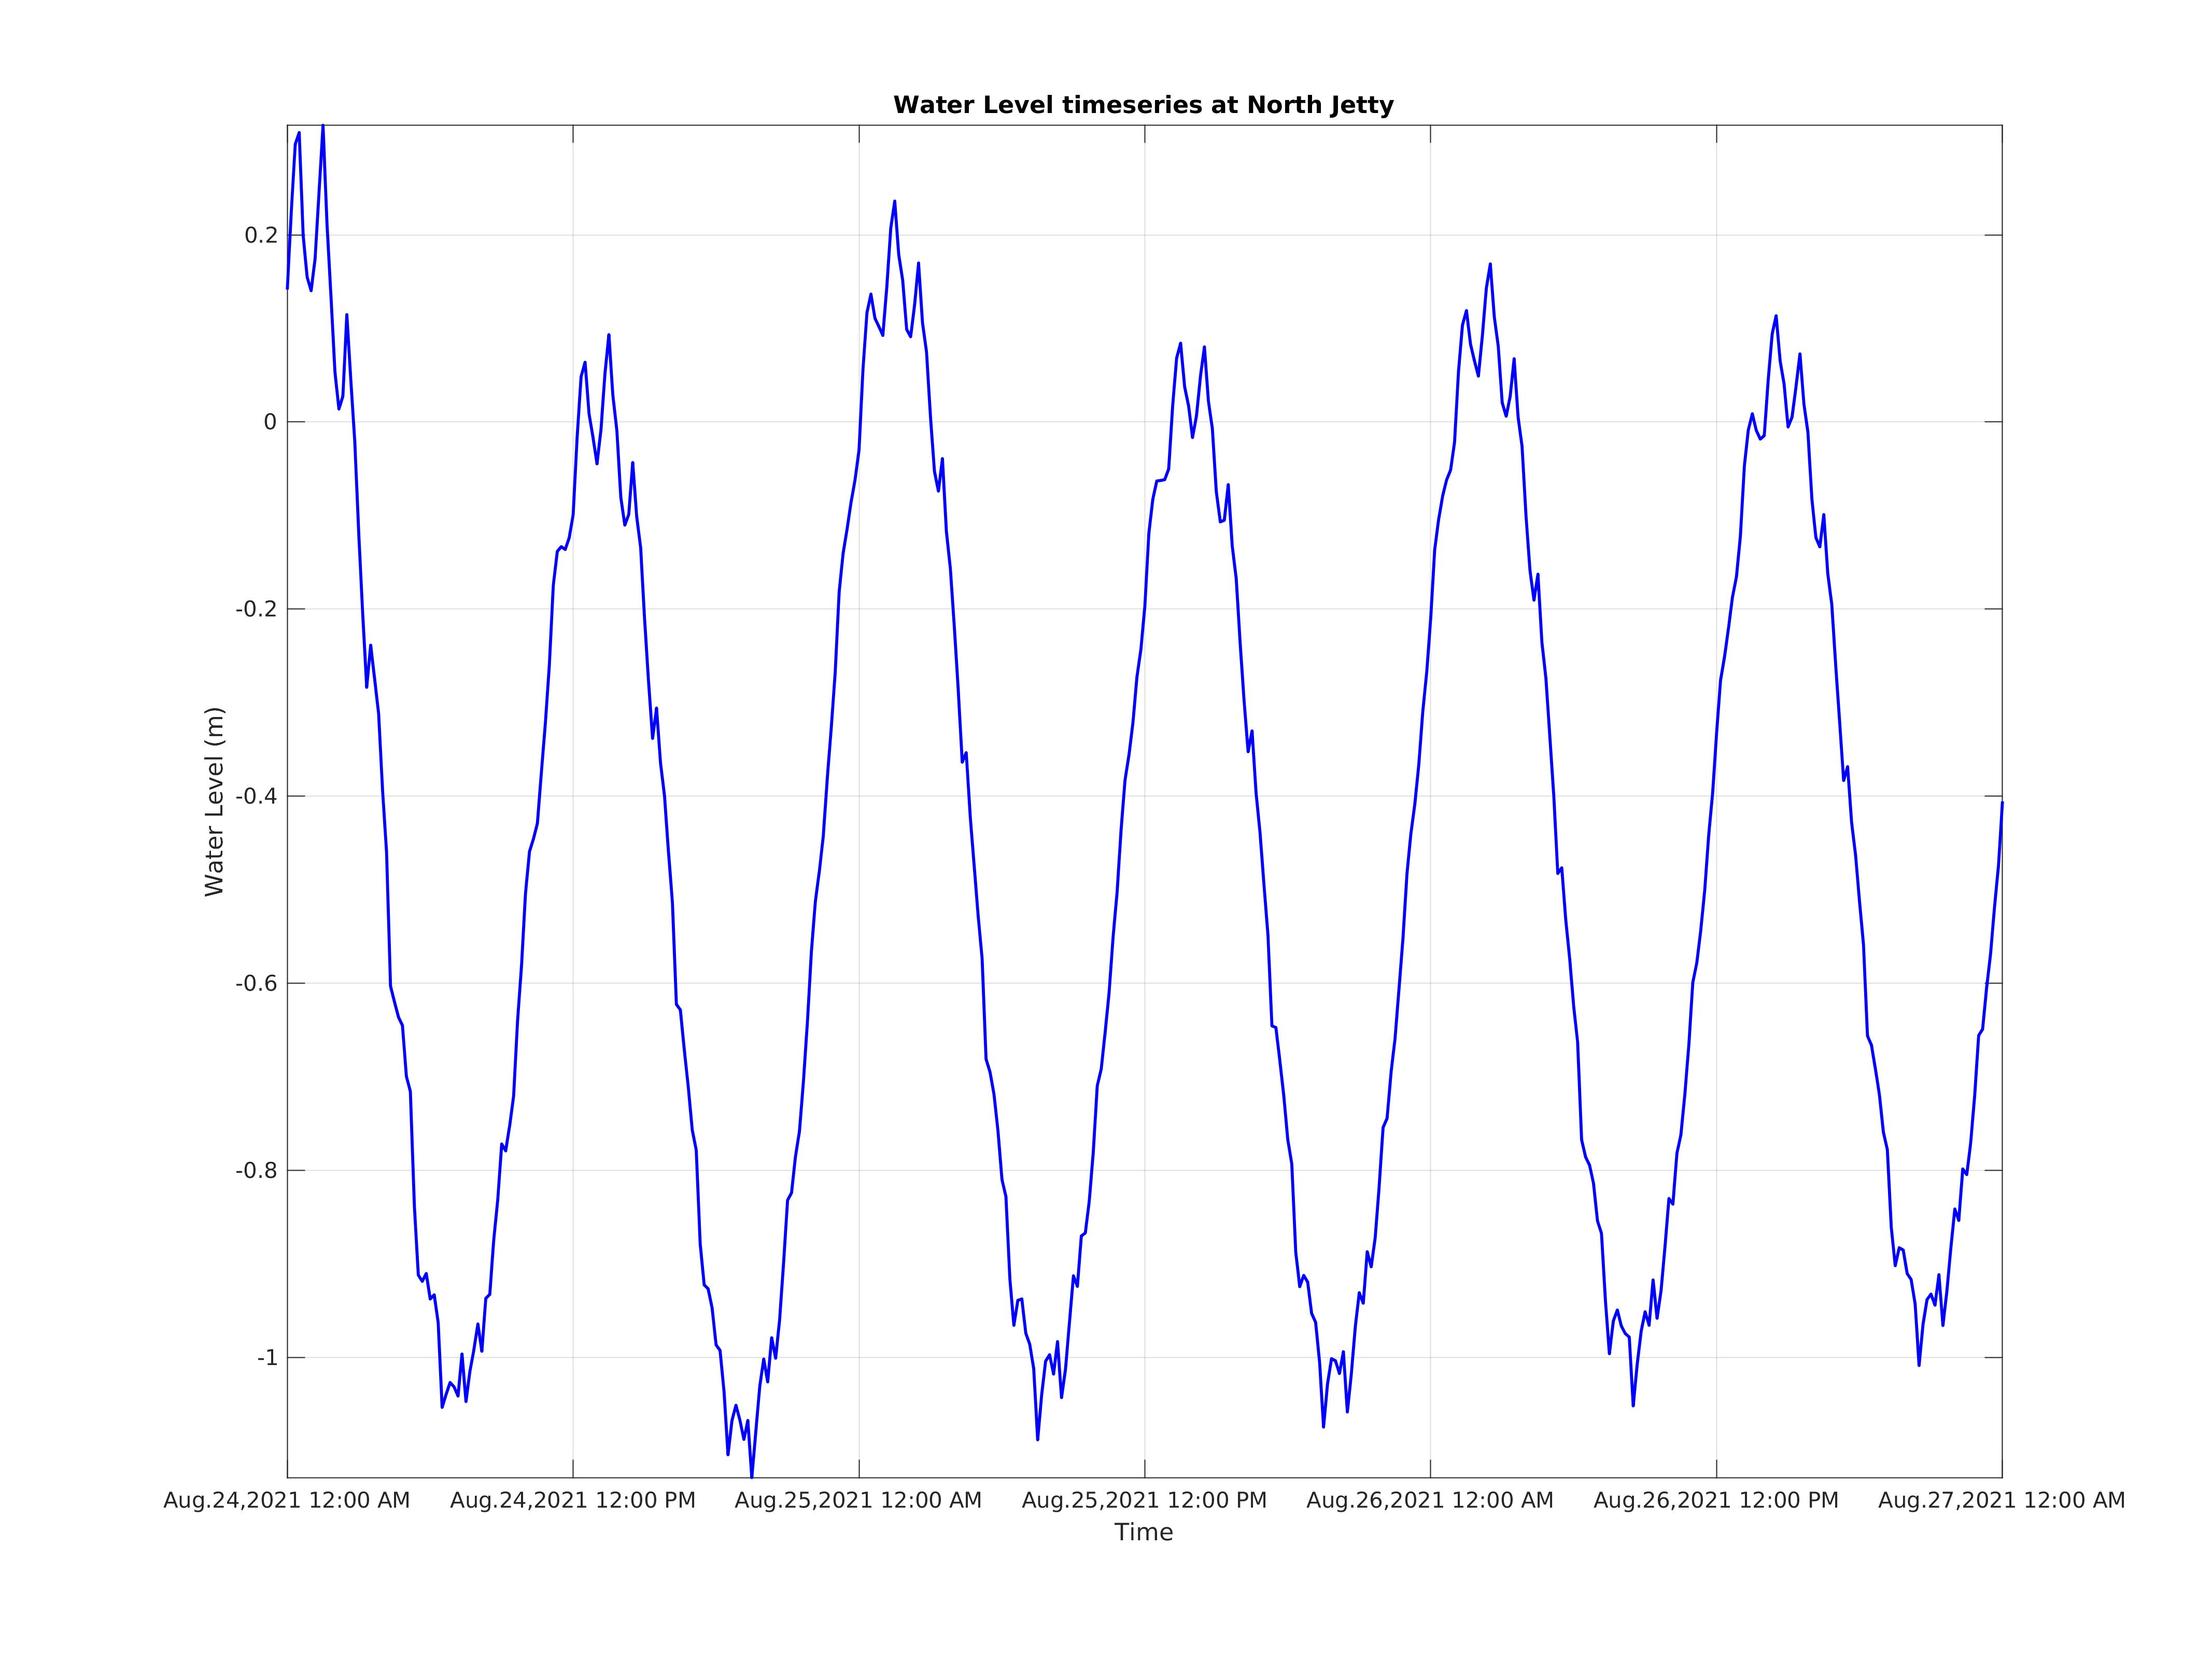 Water Level timeseries at North Jetty
0.2
0
-0.2
-0.4
-0.6
-0.8
-1
Water Level (m)
Aug.24,2021 12:00 AM
Aug.24,2021 12:00 PM
Aug.25,2021 12:00 AM
Aug.25,2021 12:00 PM
Aug.26,2021 12:00 AM
Aug.26,2021 12:00 PM
Aug.27,2021 12:00 AM
Time